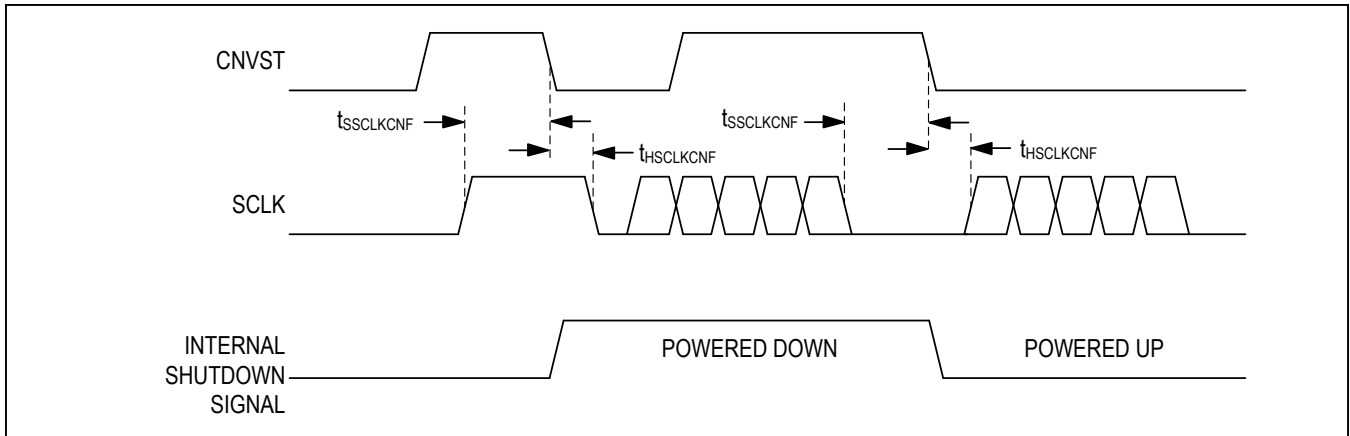 CNVST
tSSCLKCNF
tSSCLKCNF
tHSCLKCNF
tHSCLKCNF
SCLK
INTERNAL
SHUTDOWN
SIGNAL
POWERED DOWN
POWERED UP